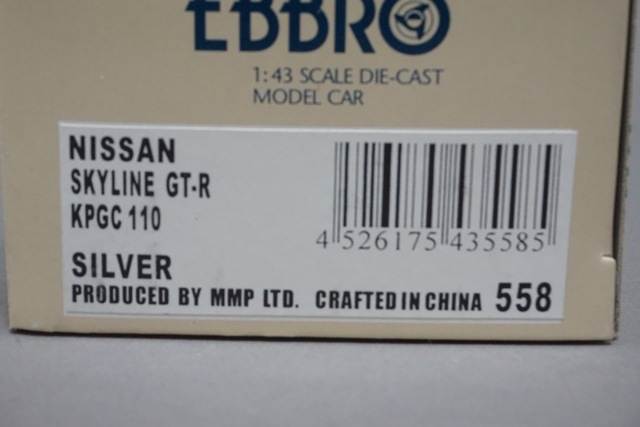 EBBRO
1:43 SCALE DIE-CAST
MODEL CAR
NISSAN
SKYLINE GT-R
KPGC 110
4 526175 435585
SILVER
PRODUCED BY MMP LTD. CRAFTED IN CHINA 558